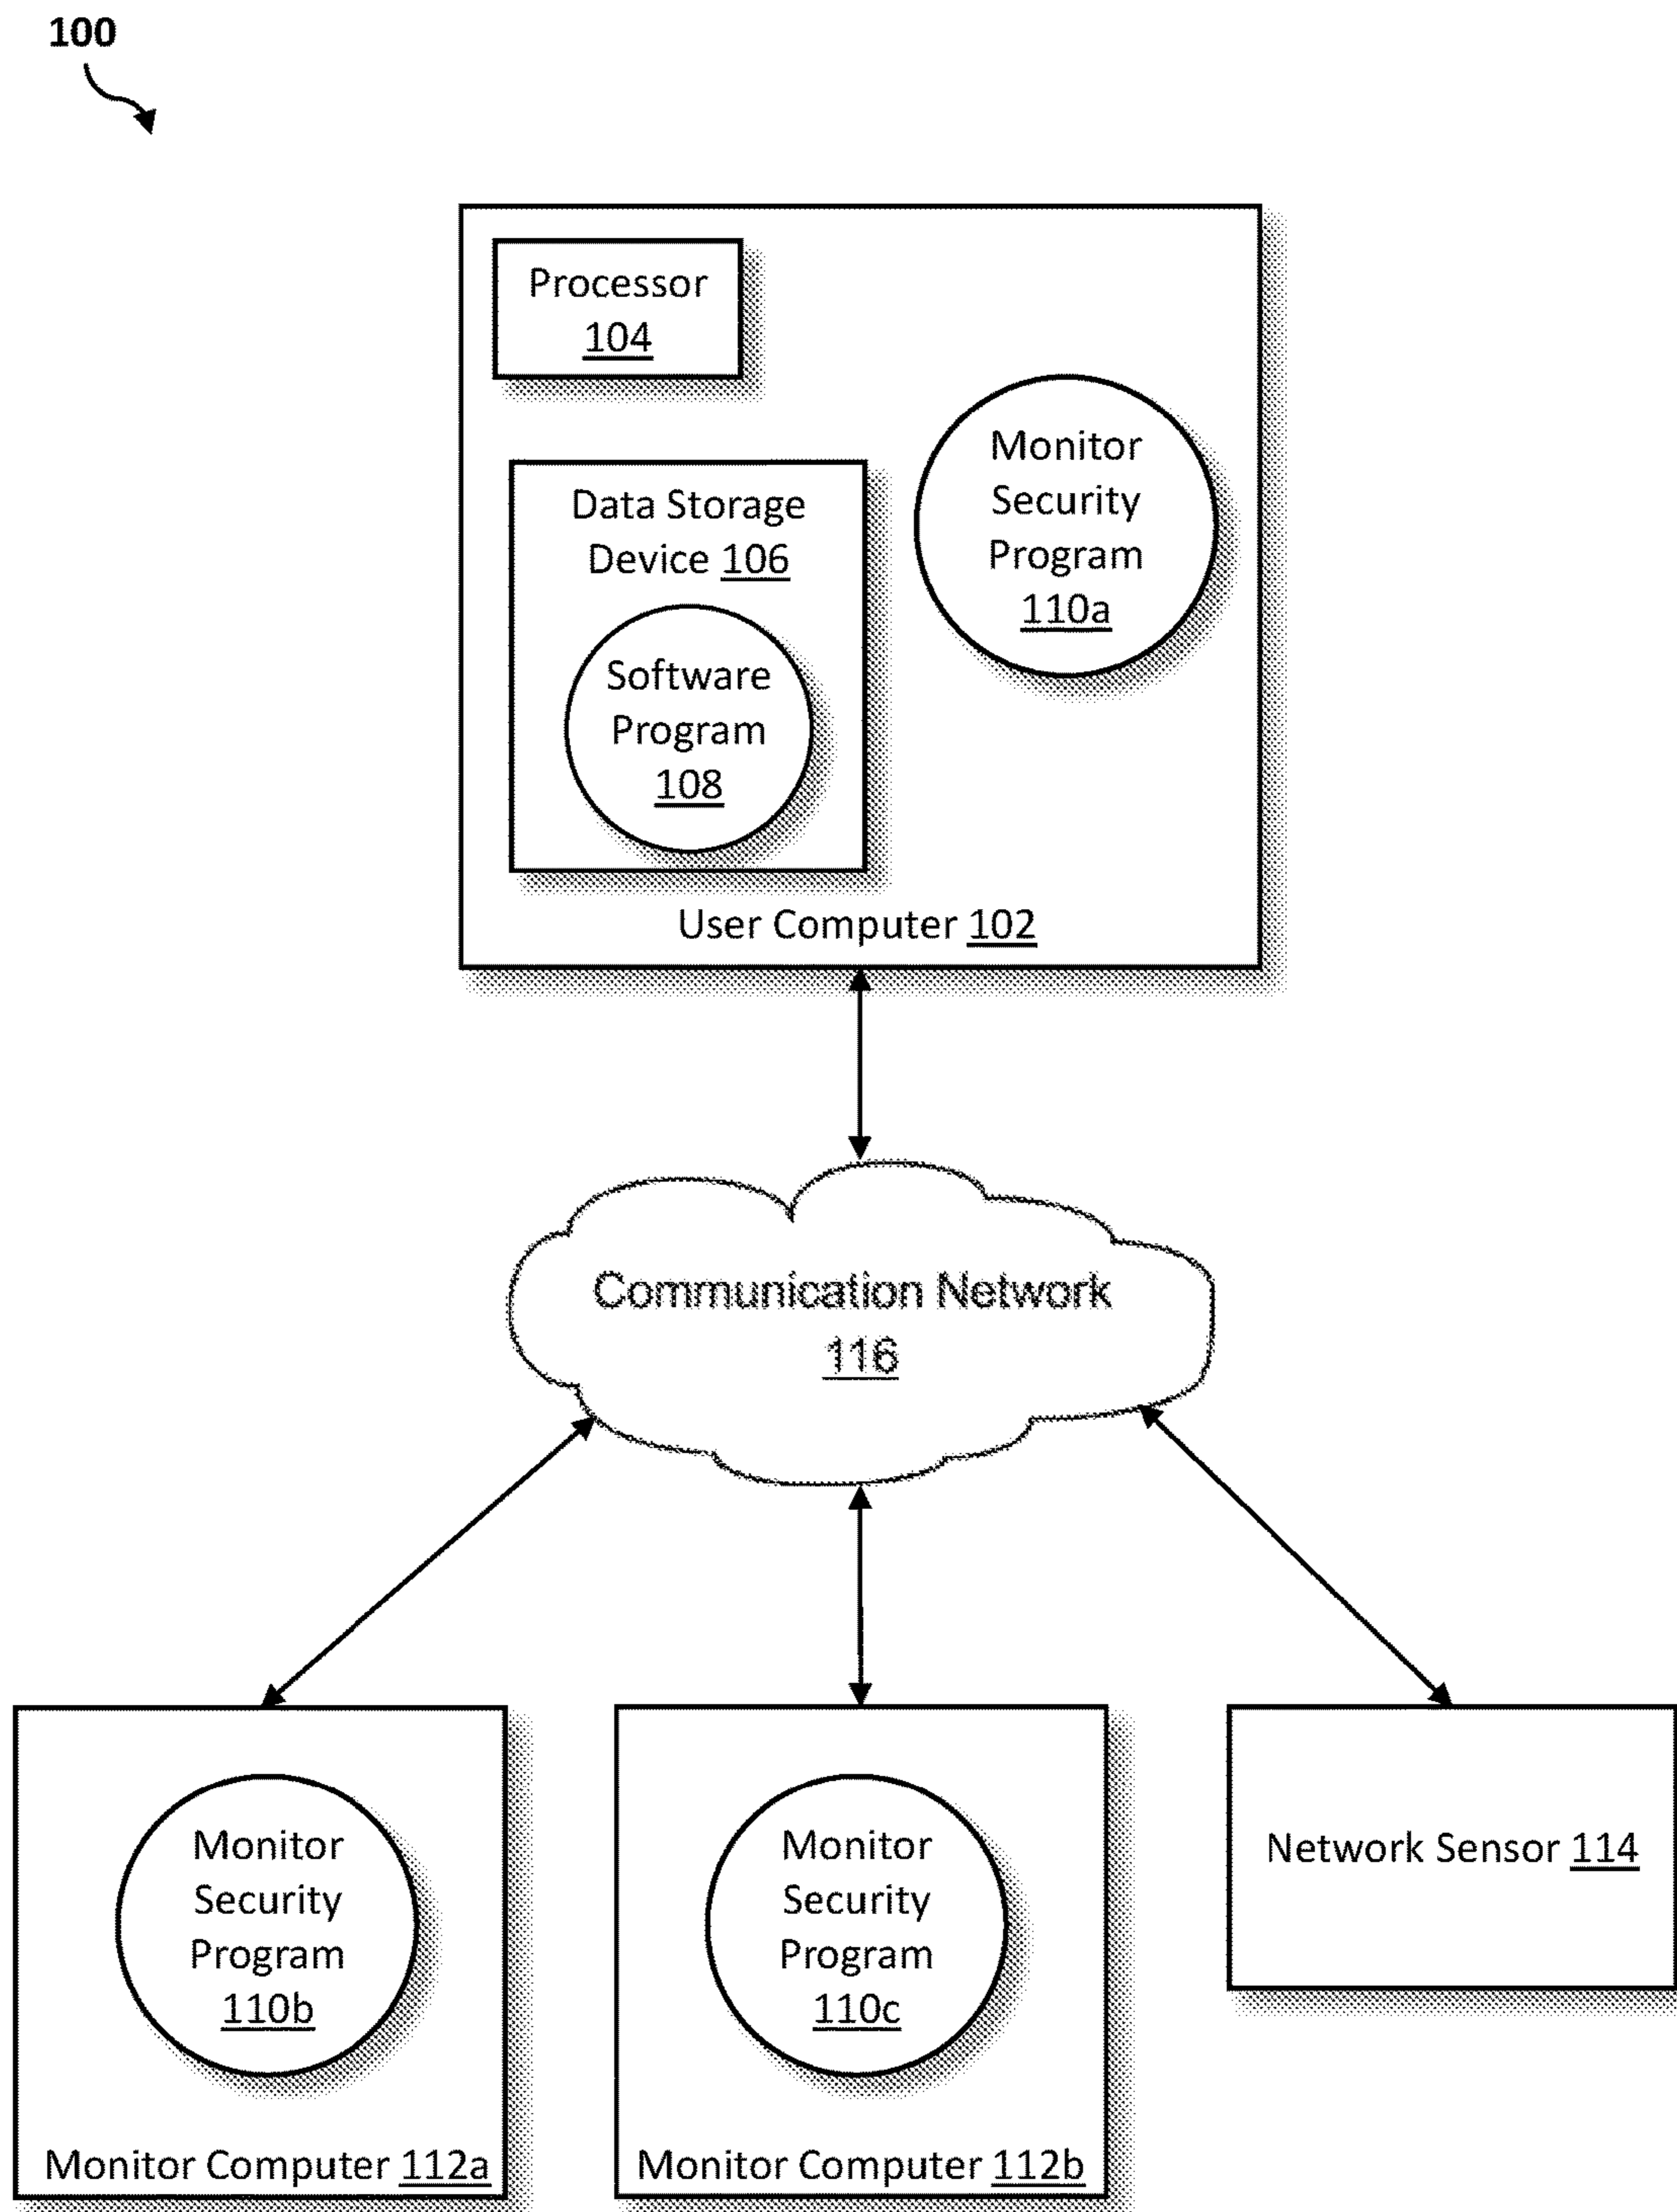 100
Processor
104
Data Storage
Device 106
Software
Program
108
Monitor
Security
Program
110a
User Computer 102
Communication Network
116
Monitor
Security
Program
110b
Monitor Computer 112a
Monitor
Security
Program
110c
Monitor Computer 112b
Network Sensor 114